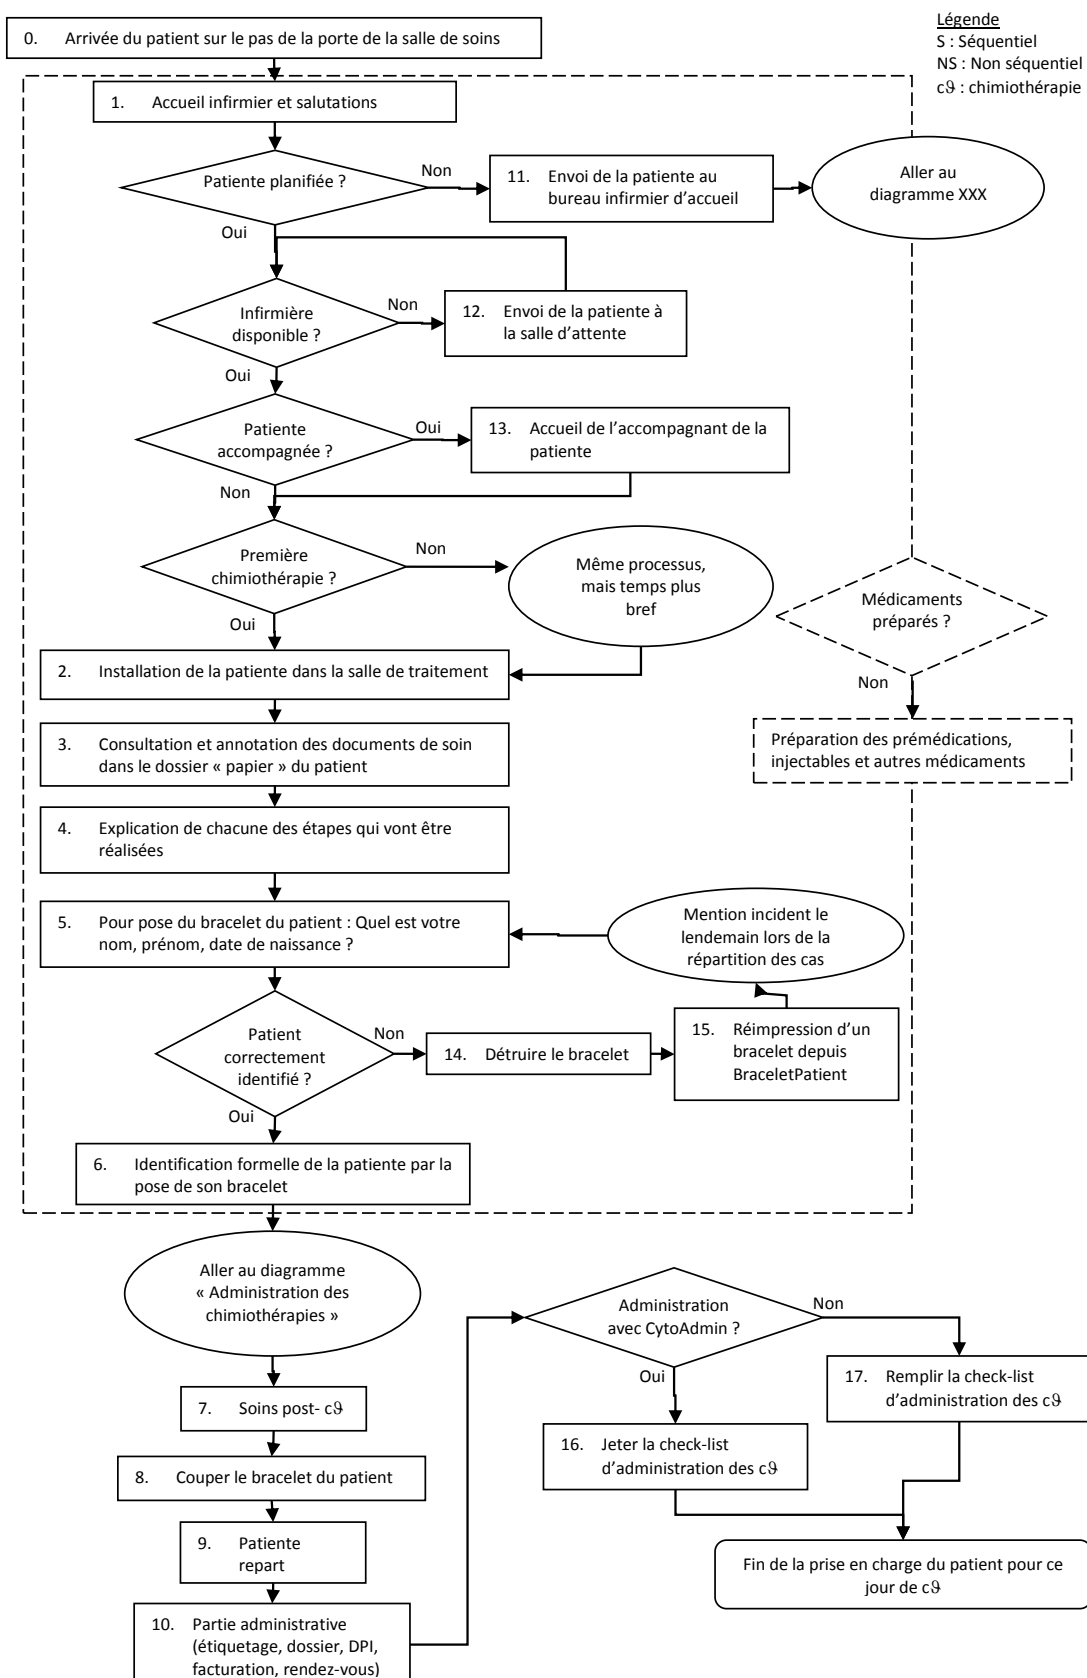 Légende
S : Séquentiel
NS : Non séquentiel
cϑ : chimiothérapie
0. Arrivée du patient sur le pas de la porte de la salle de soins
1. Accueil infirmier et salutations
Patiente planifiée ?
Non
11. Envoi de la patiente au
bureau infirmier d’accueil
Aller au
diagramme XXX
Oui
Infirmière
disponible ?
Non
12. Envoi de la patiente à
la salle d’attente
Oui
Patiente
accompagnée ?
Oui
13. Accueil de l’accompagnant de la
patiente
Non
Première
chimiothérapie ?
Non
Même processus,
mais temps plus
bref
Médicaments
préparés ?
Oui
Non
2. Installation de la patiente dans la salle de traitement
3. Consultation et annotation des documents de soin
dans le dossier « papier » du patient
Préparation des prémédications,
injectables et autres médicaments
4. Explication de chacune des étapes qui vont être
réalisées
5. Pour pose du bracelet du patient : Quel est votre
nom, prénom, date de naissance ?
Mention incident le
lendemain lors de la
répartition des cas
Patient
correctement
identifié ?
Non
14. Détruire le bracelet
15. Réimpression d’un
bracelet depuis
BraceletPatient
Oui
6. Identification formelle de la patiente par la
pose de son bracelet
Aller au diagramme
« Administration des
chimiothérapies »
Administration
avec CytoAdmin ?
Non
Oui
17. Remplir la check-list
d’administration des cϑ
7. Soins post- cϑ
16. Jeter la check-list
d’administration des cϑ
8. Couper le bracelet du patient
9. Patiente
repart
Fin de la prise en charge du patient pour ce
jour de cϑ
10. Partie administrative
(étiquetage, dossier, DPI,
facturation, rendez-vous)